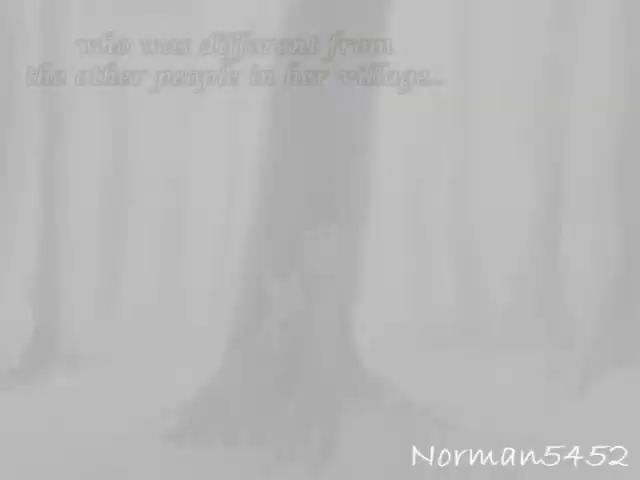 who was different from
the other people in her village..
Norman5452